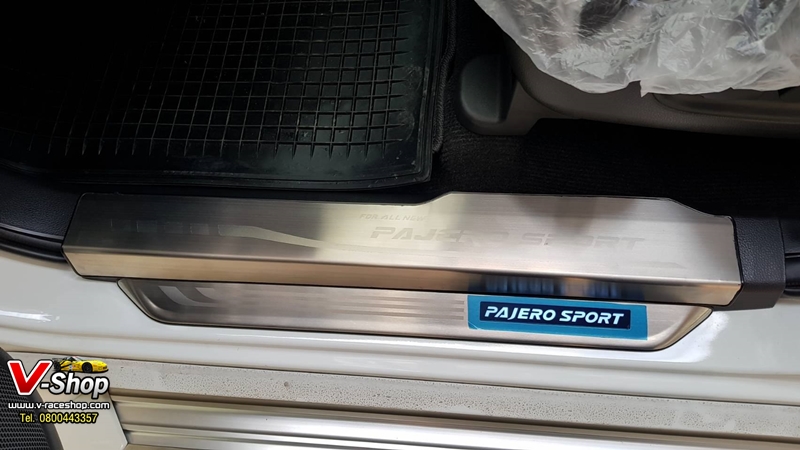 FOR ALL NEW
PAJERO SPORT
PAJERO SPORT
V-Shop
www.v-raceshop.com
Tel. 0800443357